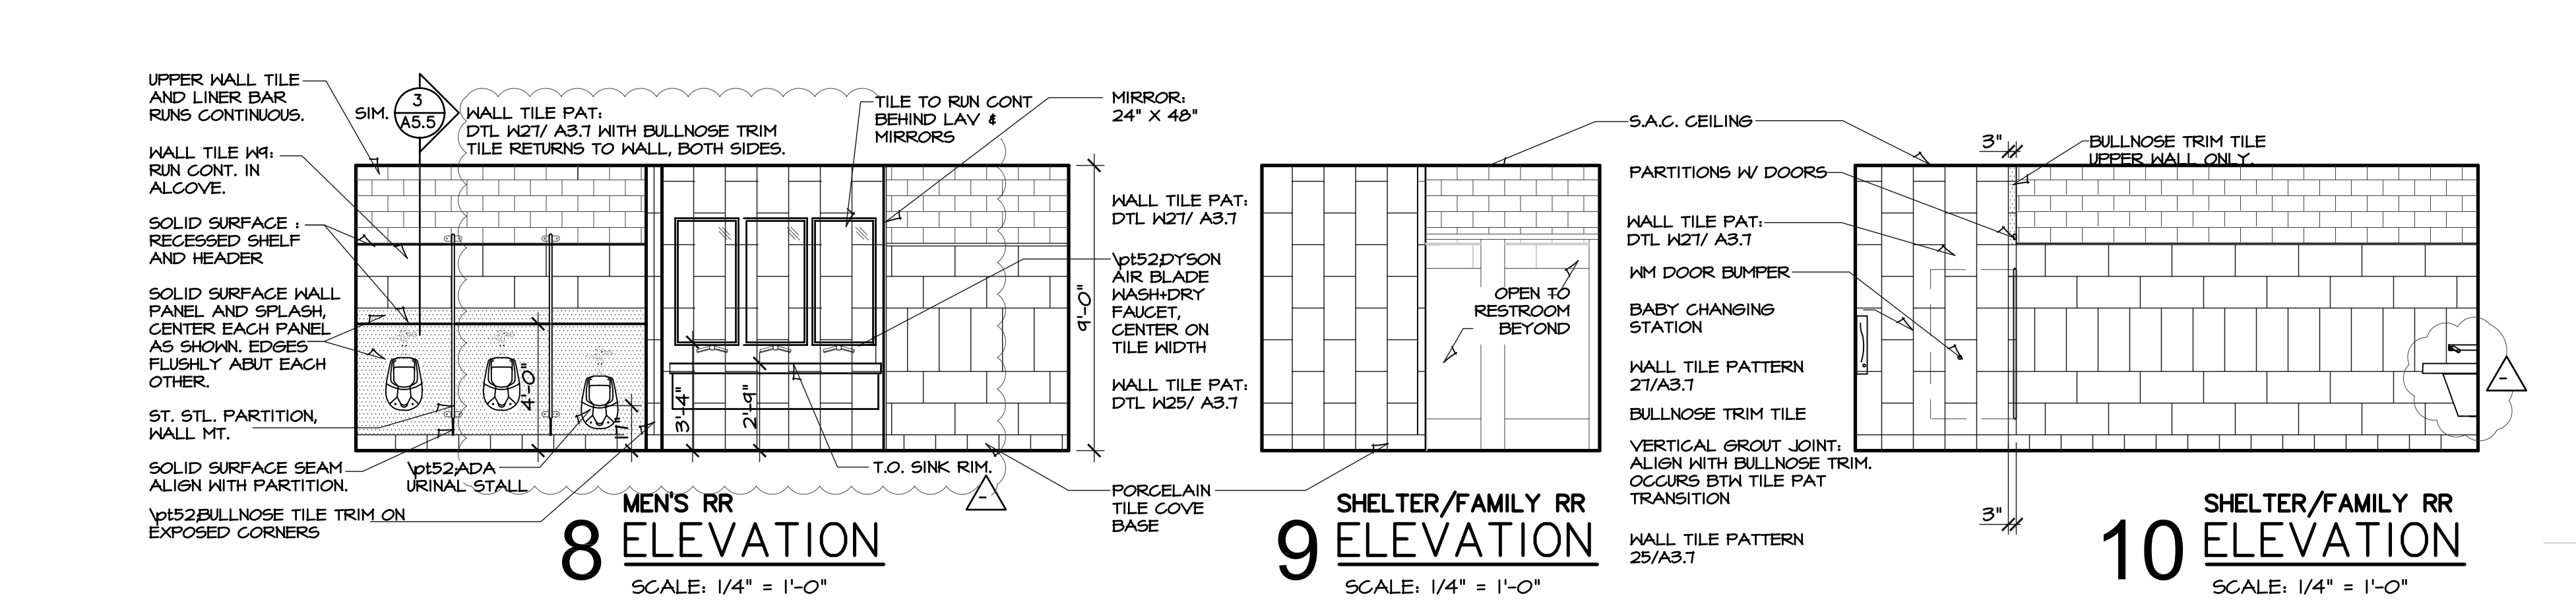 UPPER WALL TILE
AND LINER BAR
RUNS CONTINUOUS.
WALL TILE W9:
RUN CONT. IN
ALCOVE.
SOLID SURFACE :
RECESSED SHELF
AND HEADER
SOLID SURFACE WALL
PANEL AND SPLASH,
CENTER EACH PANEL
AS SHOWN. EDGES
FLUSHLY ABUT EACH
OTHER.
ST. STL. PARTITION,
WALL MT.
SOLID SURFACE SEAM
ALIGN WITH PARTITION.
\pt52;BULLNOSE TILE TRIM ON
EXPOSED CORNERS
SIM.
3
A5.5
WALL TILE PAT:
DTL W27/ A3.7 WITH BULLNOSE TRIM
TILE RETURNS TO WALL, BOTH SIDES.
TILE TO RUN CONT
BEHIND LAV &
MIRRORS
4'-0"
17"
3'-4"
2'-9"
9'-0"
\pt52;ADA
URINAL STALL
T.O. SINK RIM.
-
8
MEN'S RR
ELEVATION
SCALE: 1/4" = 1'-0"
MIRROR:
24" X 48"
WALL TILE PAT:
DTL W27/ A3.7
\pt52;DYSON
AIR BLADE
WASH+DRY
FAUCET,
CENTER ON
TILE WIDTH
WALL TILE PAT:
DTL W25/ A3.7
PORCELAIN
TILE COVE
BASE
OPEN TO
RESTROOM
BEYOND
9
SHELTER/FAMILY RR
ELEVATION
SCALE: 1/4" = 1'-0"
S.A.C. CEILING
PARTITIONS W/ DOORS
WALL TILE PAT:
DTL W27/ A3.7
WM DOOR BUMPER
BABY CHANGING
STATION
WALL TILE PATTERN
27/A3.7
BULLNOSE TRIM TILE
VERTICAL GROUT JOINT:
ALIGN WITH BULLNOSE TRIM.
OCCURS BTW TILE PAT
TRANSITION
WALL TILE PATTERN
25/A3.7
3"
BULLNOSE TRIM TILE
UPPER WALL ONLY.
-
3"
10
SHELTER/FAMILY RR
ELEVATION
SCALE: 1/4" = 1'-0"